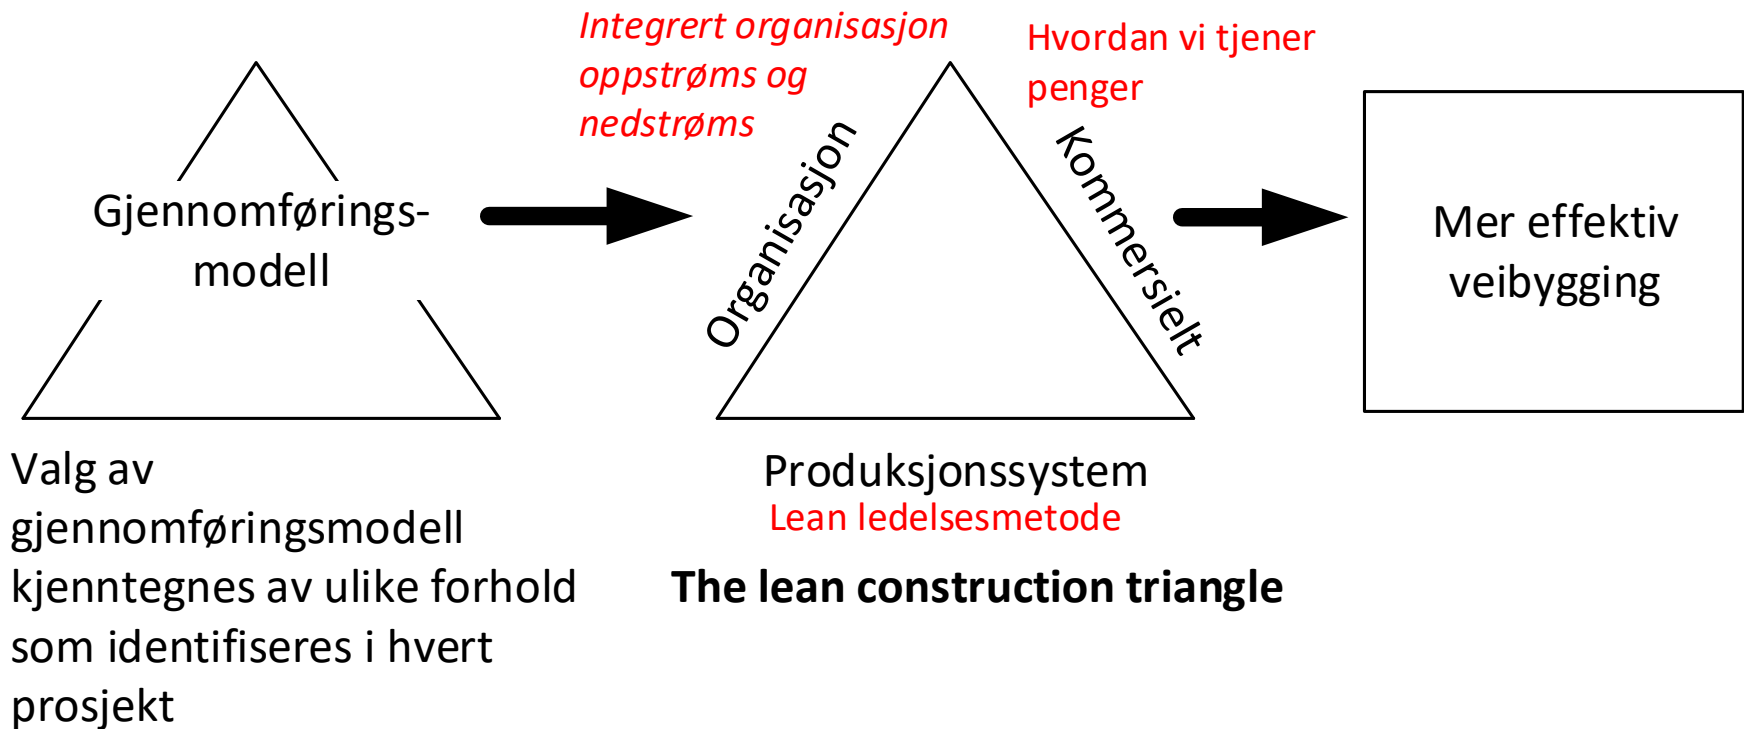 Gjennomførings-
modell
Valg av
gjennomføringsmodell
kjenntegnes av ulike forhold
som identifiseres i hvert
prosjekt
Integrert organisasjon
oppstrøms og
nedstrøms
Organisasjon
Hvordan vi tjener
penger
Kommersielt
Produksjonssystem
Lean ledelsesmetode
The lean construction triangle
Mer effektiv
veibygging